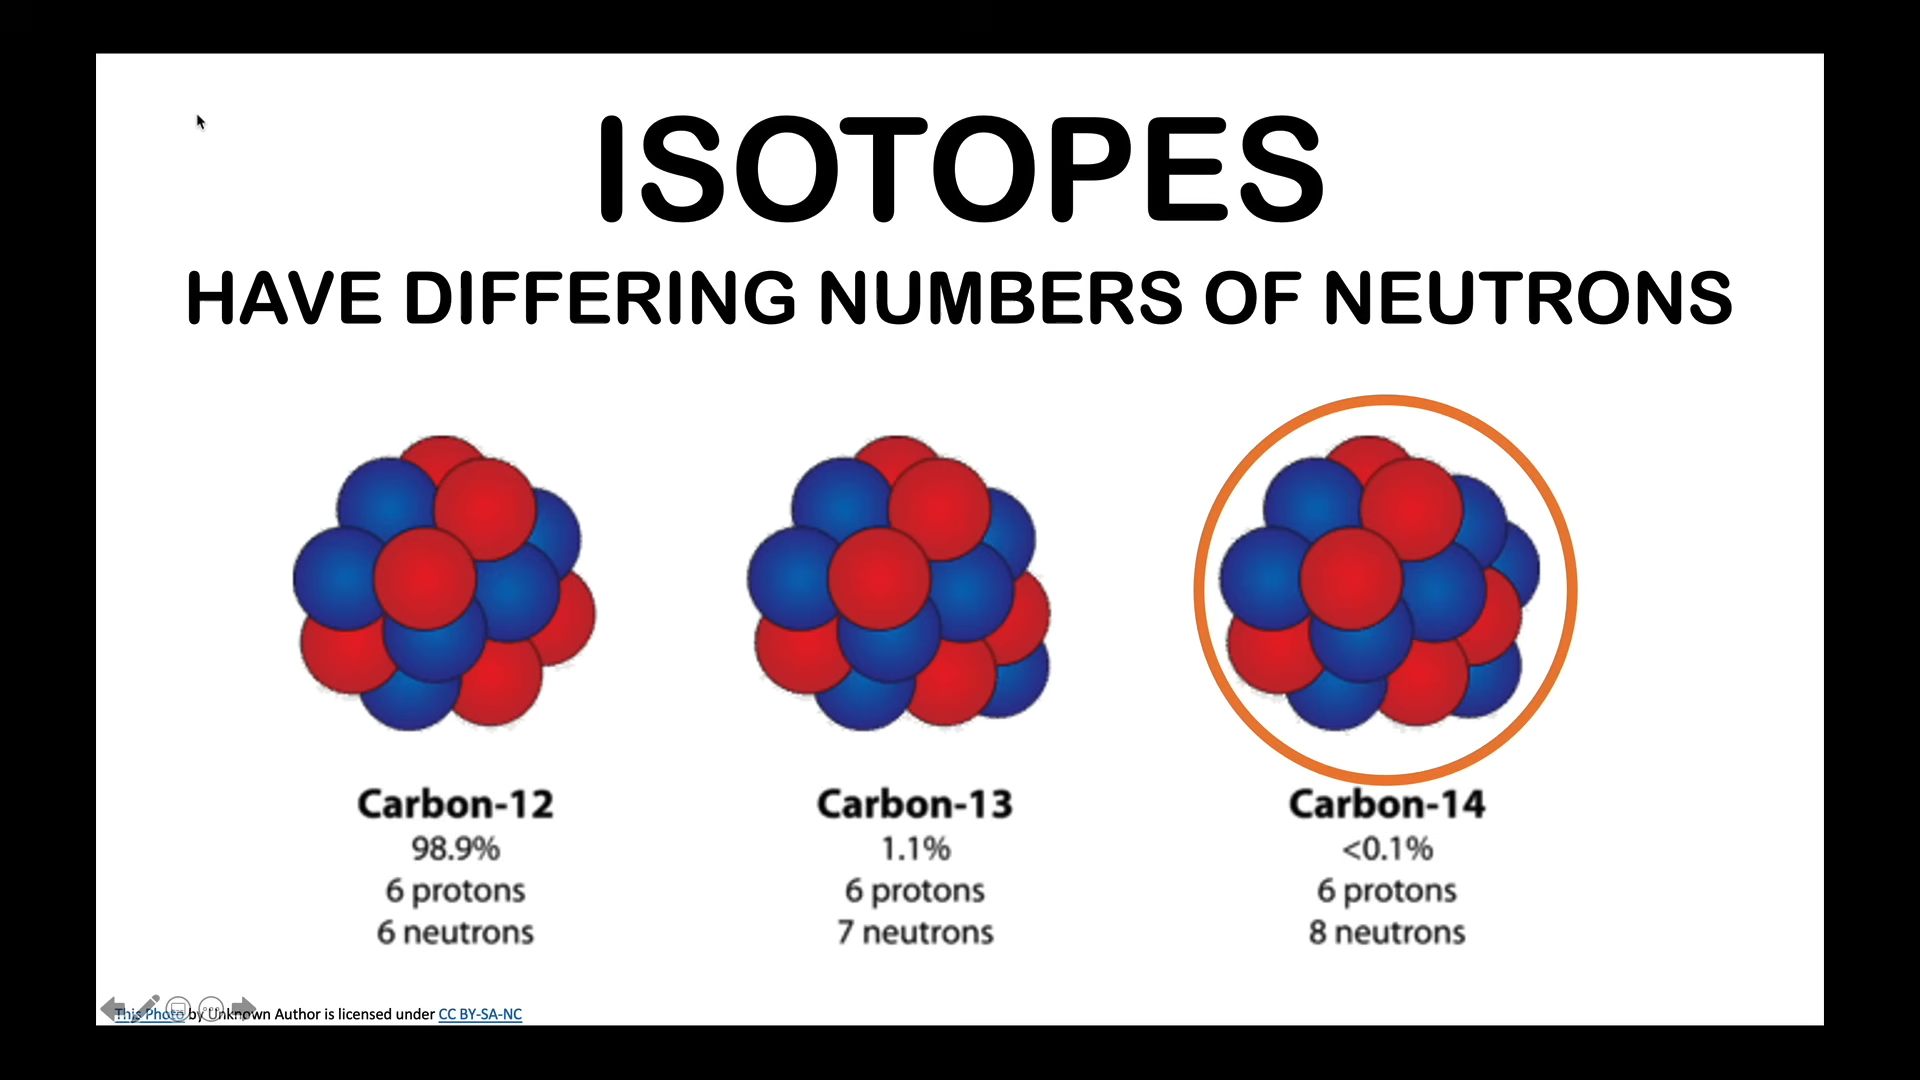 ISOTOPES
HAVE DIFFERING NUMBERS OF NEUTRONS
Carbon-12
98.9%
6 protons
6 neutrons
Carbon-13
1.1%
6 protons
7 neutrons
Carbon-14
<0.1%
6 protons
8 neutrons
This Photo by Unknown Author is licensed under CC BY-SA-NC